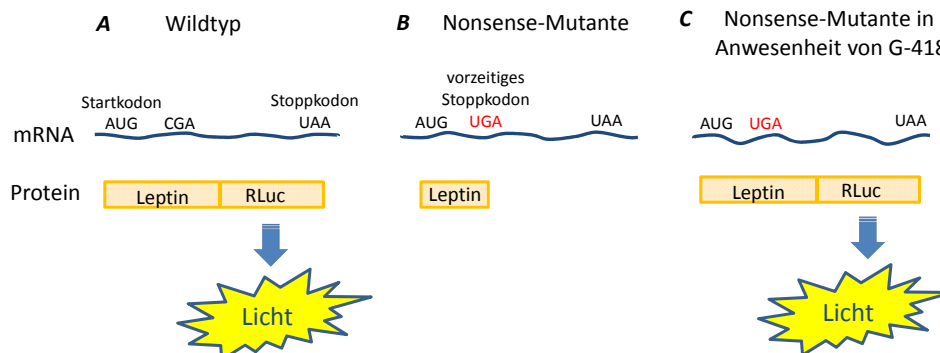 A Wildtyp
B Nonsense-Mutante
C Nonsense-Mutante in
Anwesenheit von G-418
Startkodon
Stoppkodon
vorzeitiges
Stoppkodon
mRNA
AUG CGA UAA
AUG UGA UAA
AUG UGA UAA
Protein
Leptin RLuc
Leptin
Leptin RLuc
Licht
Licht